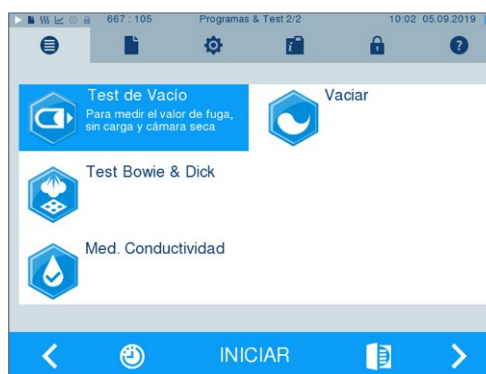 667 : 105 Programas & Test 2/2 10:02 05.09.2019
Test de Vacío
Para medir el valor de fuga,
sin carga y cámara seca
Vaciar
Test Bowie & Dick
Med. Conductividad
INICIAR